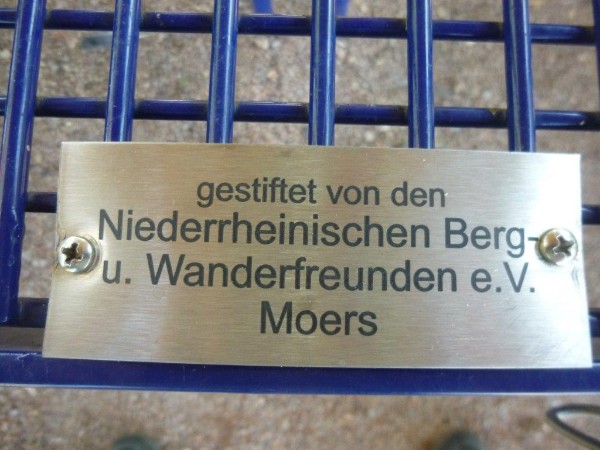 gestiftet von den
Niederrheinischen Berg-
u. Wanderfreunden e.V.
Moers